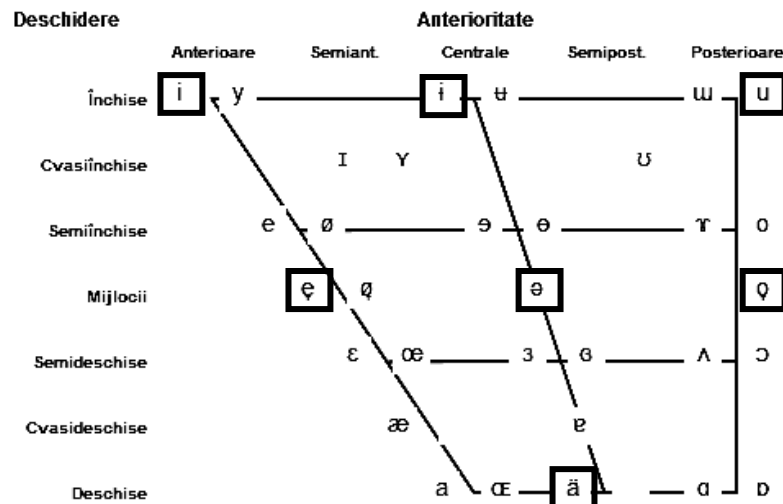 Deschidere Anterioritate
Anterioare Semiant. Centrale Semipost. Posterioare
Închise i y ɨ ʉ ɯ u
Cvasiînchise ɪ ʏ ʊ
Semiînchise e ø ɘ ɵ ɤ o
Mijlocii e̞ ø̞ ə o̞
Semideschise ɛ œ ɜ ɞ ʌ ɔ
Cvasideschise æ ɐ
Deschise a ɶ ä ɑ ɒ